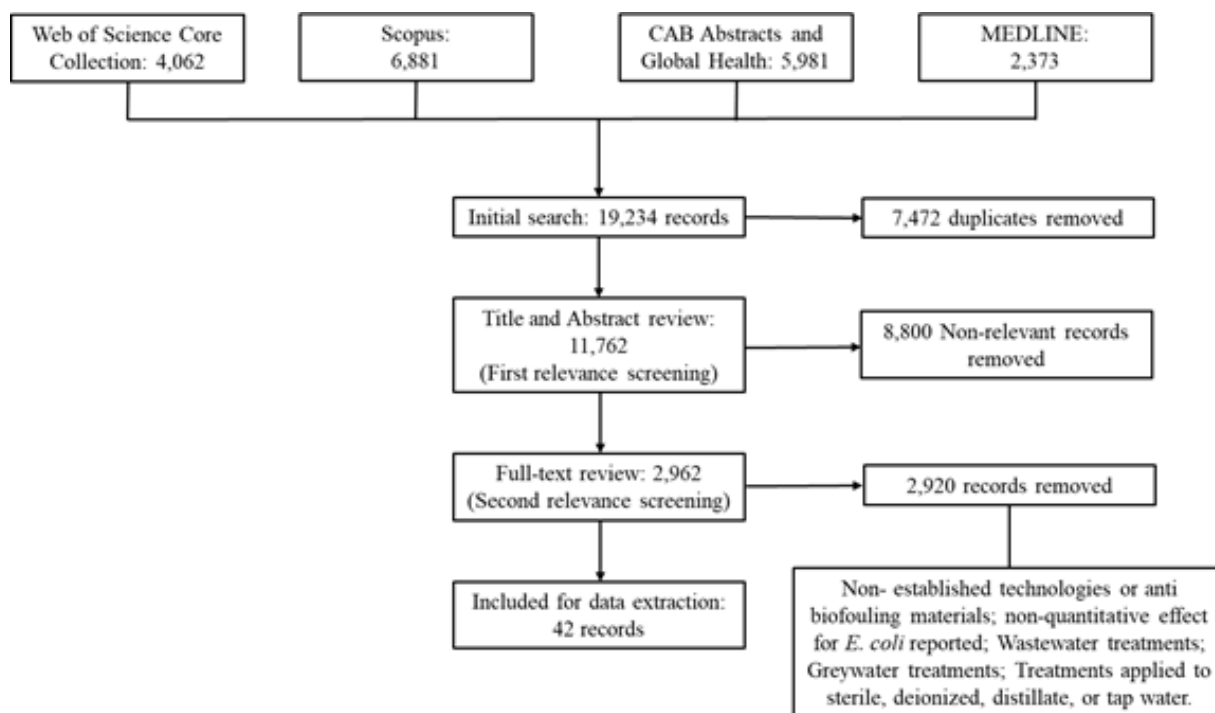 Web of Science Core
Collection: 4,062
Scopus:
6,881
CAB Abstracts and
Global Health: 5,981
MEDLINE:
2,373
Initial search: 19,234 records
7,472 duplicates removed
Title and Abstract review:
11,762
(First relevance screening)
8,800 Non-relevant records
removed
Full-text review: 2,962
(Second relevance screening)
2,920 records removed
Included for data extraction:
42 records
Non- established technologies or anti
biofouling materials; non-quantitative effect
for E. coli reported; Wastewater treatments;
Greywater treatments; Treatments applied to
sterile, deionized, distillate, or tap water.